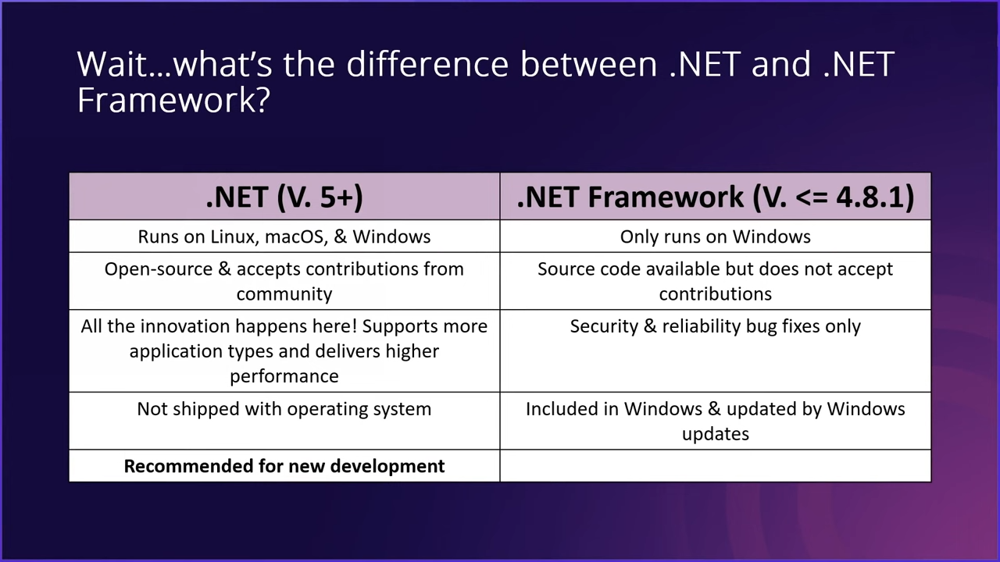 Wait...what's the difference between .NET and .NET
Framework?
.NET (V. 5+)
.NET Framework (V. <= 4.8.1)
Runs on Linux, macOS, & Windows
Only runs on Windows
Open-source & accepts contributions from
community
Source code available but does not accept
contributions
All the innovation happens here! Supports more
application types and delivers higher
performance
Security & reliability bug fixes only
Not shipped with operating system
Included in Windows & updated by Windows
updates
Recommended for new development